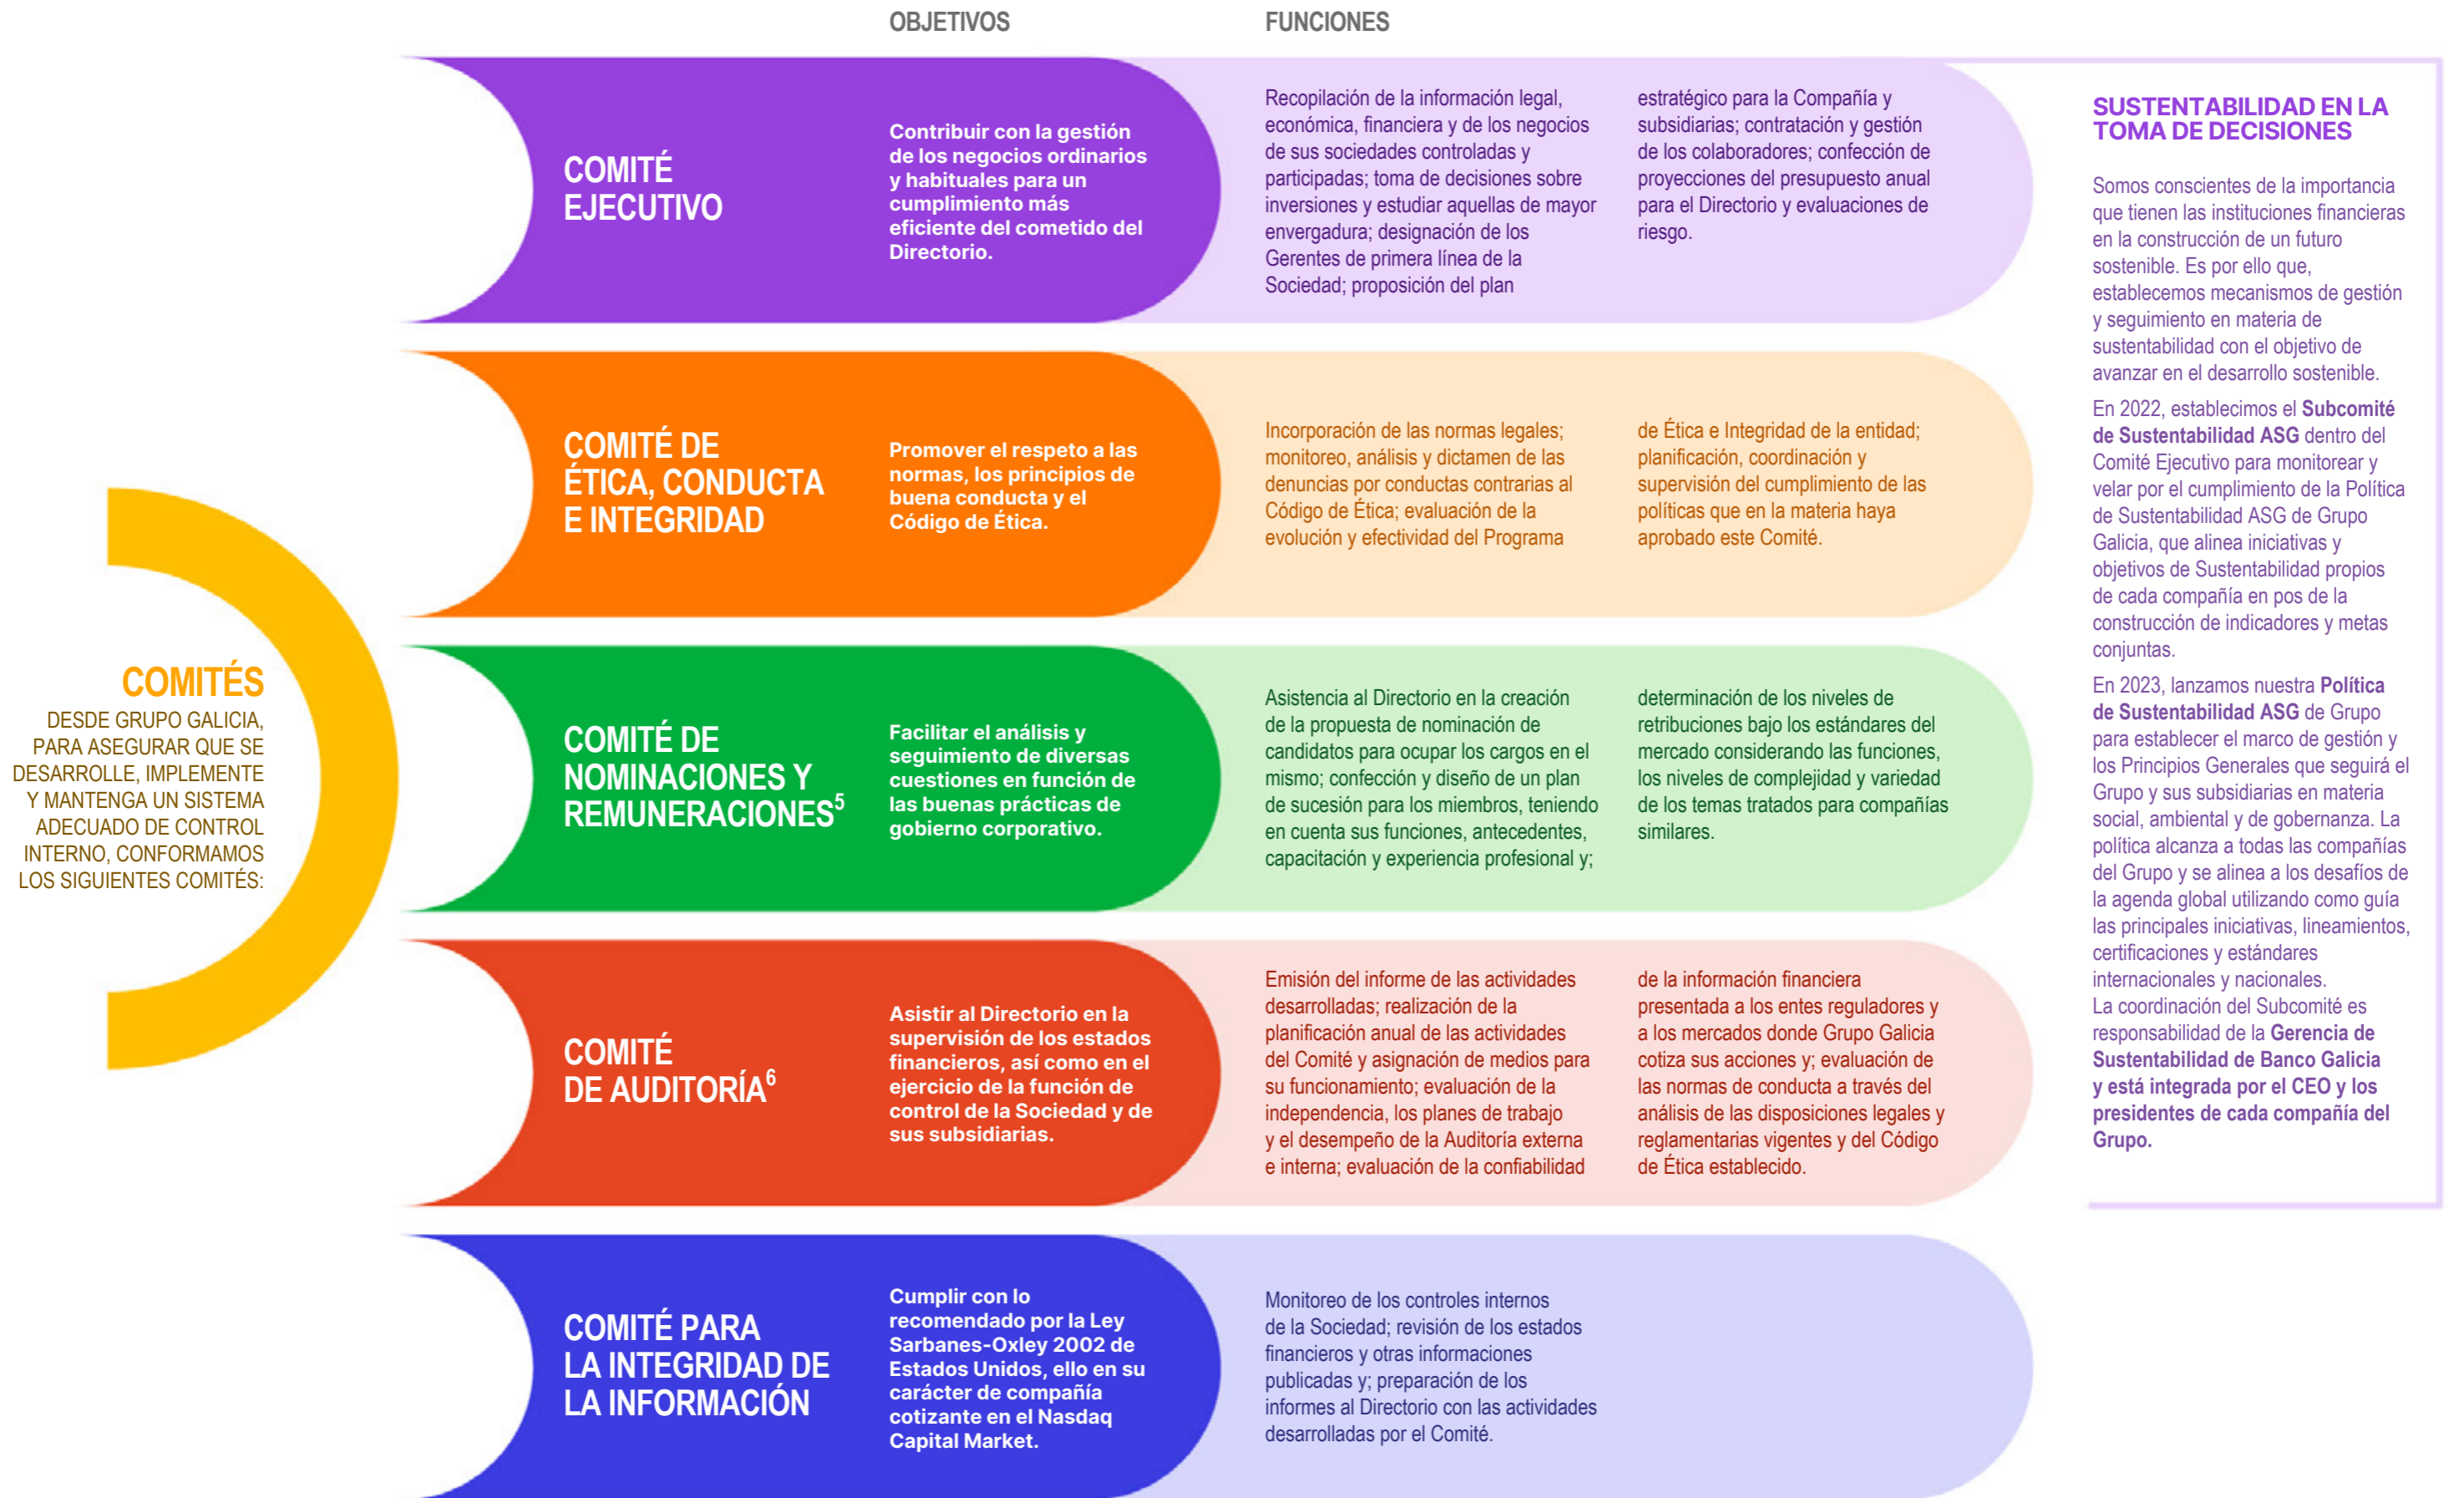 OBJETIVOS
FUNCIONES
COMITÉS
DESDE GRUPO GALICIA,
PARA ASEGURAR QUE SE
DESARROLLE, IMPLEMENTE
Y MANTENGA UN SISTEMA
ADECUADO DE CONTROL
INTERNO, CONFORMAMOS
LOS SIGUIENTES COMITÉS:
COMITÉ
EJECUTIVO
Contribuir con la gestión
de los negocios ordinarios
y habituales para un
cumplimiento más
eficiente del cometido del
Directorio.
Recopilación de la información legal,
económica, financiera y de los negocios
de sus sociedades controladas y
participadas; toma de decisiones sobre
inversiones y estudiar aquellas de mayor
envergadura; designación de los
Gerentes de primera línea de la
Sociedad; proposición del plan
estratégico para la Compañía y
subsidiarias; contratación y gestión
de los colaboradores; confección de
proyecciones del presupuesto anual
para el Directorio y evaluaciones de
riesgo.
COMITÉ DE
ÉTICA, CONDUCTA
E INTEGRIDAD
Promover el respeto a las
normas, los principios de
buena conducta y el
Código de Ética.
Incorporación de las normas legales;
monitoreo, análisis y dictamen de las
denuncias por conductas contrarias al
Código de Ética; evaluación de la
evolución y efectividad del Programa
de Ética e Integridad de la entidad;
planificación, coordinación y
supervisión del cumplimiento de las
políticas que en la materia haya
aprobado este Comité.
COMITÉ DE
NOMINACIONES Y
REMUNERACIONES⁵
Facilitar el análisis y
seguimiento de diversas
cuestiones en función de
las buenas prácticas de
gobierno corporativo.
Asistencia al Directorio en la creación
de la propuesta de nominación de
candidatos para ocupar los cargos en el
mismo; confección y diseño de un plan
de sucesión para los miembros, teniendo
en cuenta sus funciones, antecedentes,
capacitación y experiencia profesional y;
determinación de los niveles de
retribuciones bajo los estándares del
mercado considerando las funciones,
los niveles de complejidad y variedad
de los temas tratados para compañías
similares.
COMITÉ
DE AUDITORÍA⁶
Asistir al Directorio en la
supervisión de los estados
financieros, así como en el
ejercicio de la función de
control de la Sociedad y de
sus subsidiarias.
Emisión del informe de las actividades
desarrolladas; realización de la
planificación anual de las actividades
del Comité y asignación de medios para
su funcionamiento; evaluación de la
independencia, los planes de trabajo
y el desempeño de la Auditoría externa
e interna; evaluación de la confiabilidad
de la información financiera
presentada a los entes reguladores y
a los mercados donde Grupo Galicia
cotiza sus acciones y; evaluación de
las normas de conducta a través del
análisis de las disposiciones legales y
reglamentarias vigentes y del Código
de Ética establecido.
COMITÉ PARA
LA INTEGRIDAD DE
LA INFORMACIÓN
Cumplir con lo
recomendado por la Ley
Sarbanes-Oxley 2002 de
Estados Unidos, ello en su
carácter de compañía
cotizante en el Nasdaq
Capital Market.
Monitoreo de los controles internos
de la Sociedad; revisión de los estados
financieros y otras informaciones
publicadas y; preparación de los
informes al Directorio con las actividades
desarrolladas por el Comité.
SUSTENTABILIDAD EN LA
TOMA DE DECISIONES
Somos conscientes de la importancia
que tienen las instituciones financieras
en la construcción de un futuro
sostenible. Es por ello que,
establecemos mecanismos de gestión
y seguimiento en materia de
sustentabilidad con el objetivo de
avanzar en el desarrollo sostenible.
En 2022, establecimos el Subcomité
de Sustentabilidad ASG dentro del
Comité Ejecutivo para monitorear y
velar por el cumplimiento de la Política
de Sustentabilidad ASG de Grupo
Galicia, que alinea iniciativas y
objetivos de Sustentabilidad propios
de cada compañía en pos de la
construcción de indicadores y metas
conjuntas.
En 2023, lanzamos nuestra Política
de Sustentabilidad ASG de Grupo
para establecer el marco de gestión y
los Principios Generales que seguirá el
Grupo y sus subsidiarias en materia
social, ambiental y de gobernanza. La
política alcanza a todas las compañías
del Grupo y se alinea a los desafíos de
la agenda global utilizando como guía
las principales iniciativas, lineamientos,
certificaciones y estándares
internacionales y nacionales.
La coordinación del Subcomité es
responsabilidad de la Gerencia de
Sustentabilidad de Banco Galicia
y está integrada por el CEO y los
presidentes de cada compañía del
Grupo.